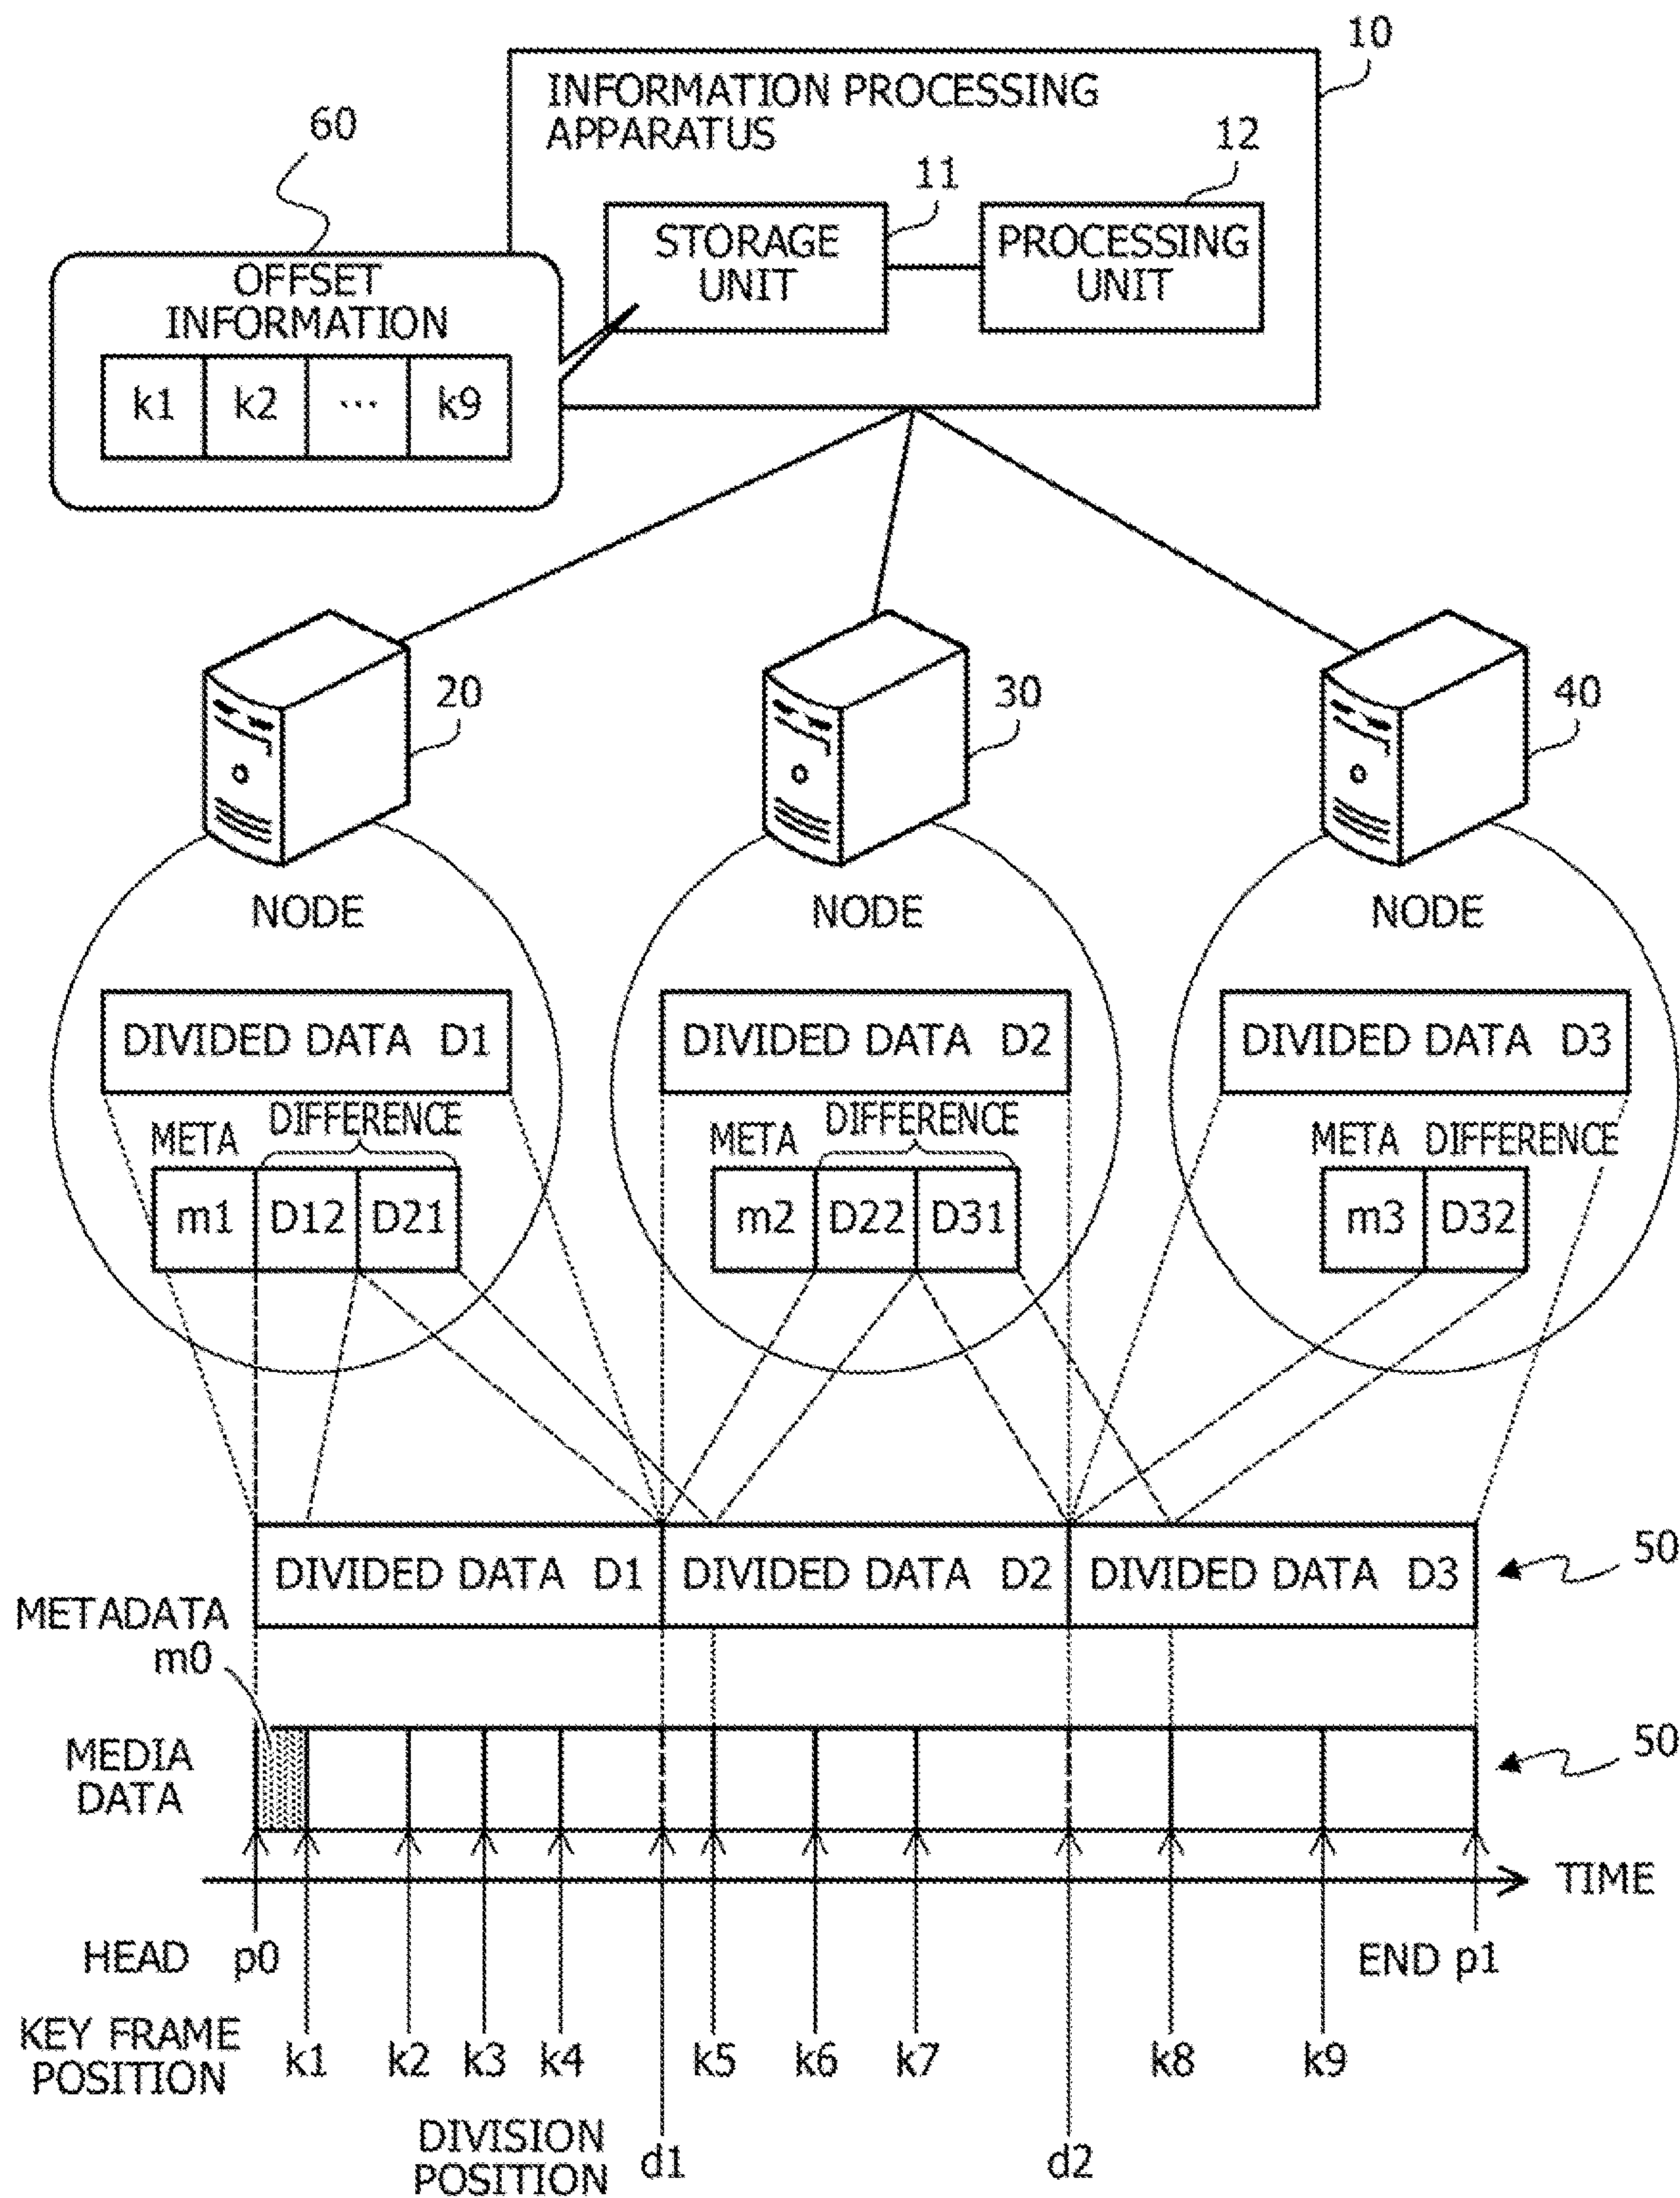 10
INFORMATION PROCESSING
APPARATUS
60
12
11
STORAGE
UNIT
PROCESSING
UNIT
OFFSET
INFORMATION
k1 k2 ... k9
20
30
40
NODE NODE NODE
DIVIDED DATA D1 DIVIDED DATA D2 DIVIDED DATA D3
META DIFFERENCE META DIFFERENCE META DIFFERENCE
m1 D12 D21 m2 D22 D31 m3 D32
DIVIDED DATA D1 DIVIDED DATA D2 DIVIDED DATA D3 50
METADATA
m0
MEDIA
DATA
50
TIME
HEAD p0 END p1
KEY FRAME
POSITION
k1 k2 k3 k4 k5 k6 k7 k8 k9
DIVISION
POSITION
d1 d2